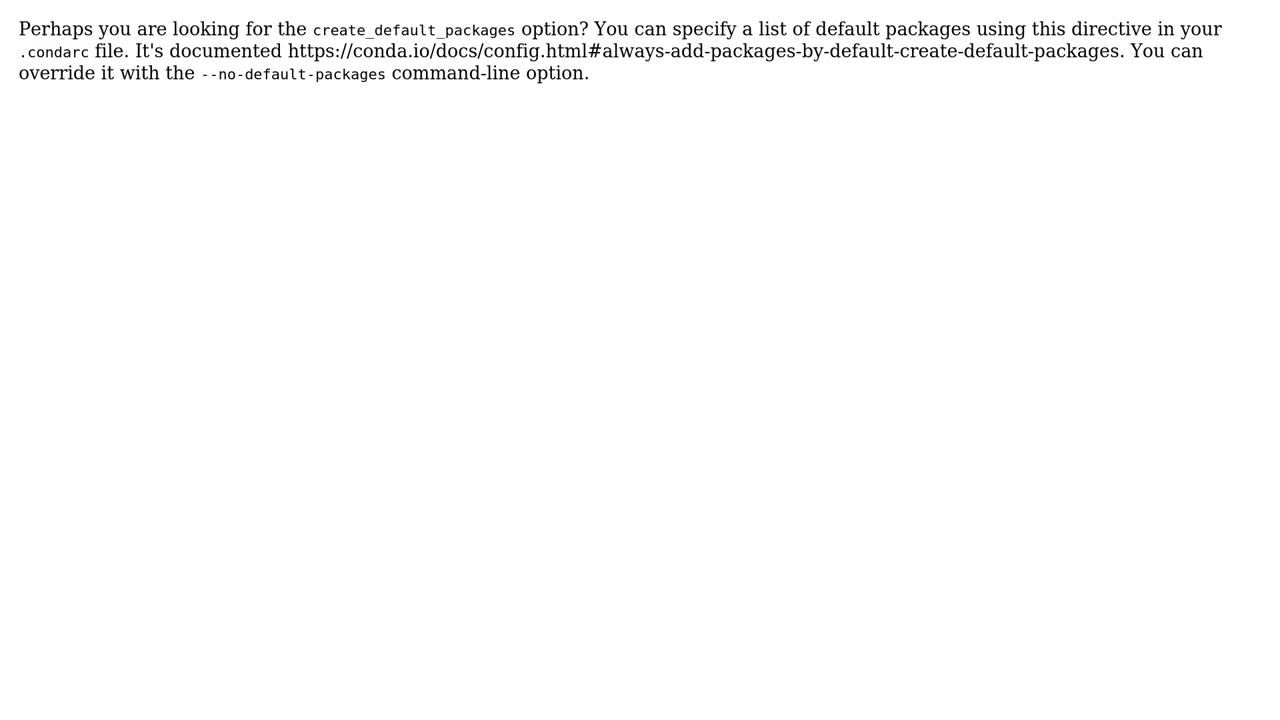 Perhaps you are looking for the create_default_packages option? You can specify a list of default packages using this directive in your
.condarc file. It's documented https://conda.io/docs/config.html#always-add-packages-by-default-create-default-packages. You can
override it with the --no-default-packages command-line option.